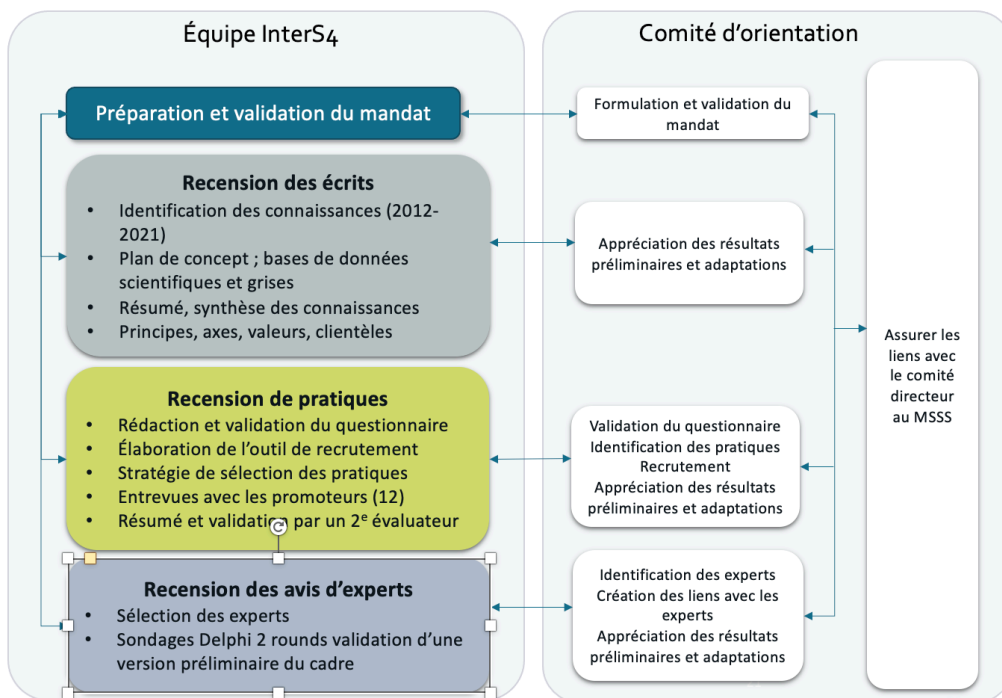 Équipe InterS4
Préparation et validation du mandat
Recension des écrits
• Identification des connaissances (2012-
2021)
• Plan de concept ; bases de données
scientifiques et grises
• Résumé, synthèse des connaissances
• Principes, axes, valeurs, clientèles
Recension de pratiques
• Rédaction et validation du questionnaire
• Élaboration de l’outil de recrutement
• Stratégie de sélection des pratiques
• Entrevues avec les promoteurs (12)
• Résumé et validation par un 2e évaluateur
Recension des avis d’experts
• Sélection des experts
• Sondages Delphi 2 rounds validation d’une
version préliminaire du cadre
Comité d’orientation
Formulation et validation du
mandat
Appréciation des résultats
préliminaires et adaptations
Validation du questionnaire
Identification des pratiques
Recrutement
Appréciation des résultats
préliminaires et adaptations
Identification des experts
Création des liens avec les
experts
Appréciation des résultats
préliminaires et adaptations
Assurer les
liens avec
le comité
directeur
au MSSS